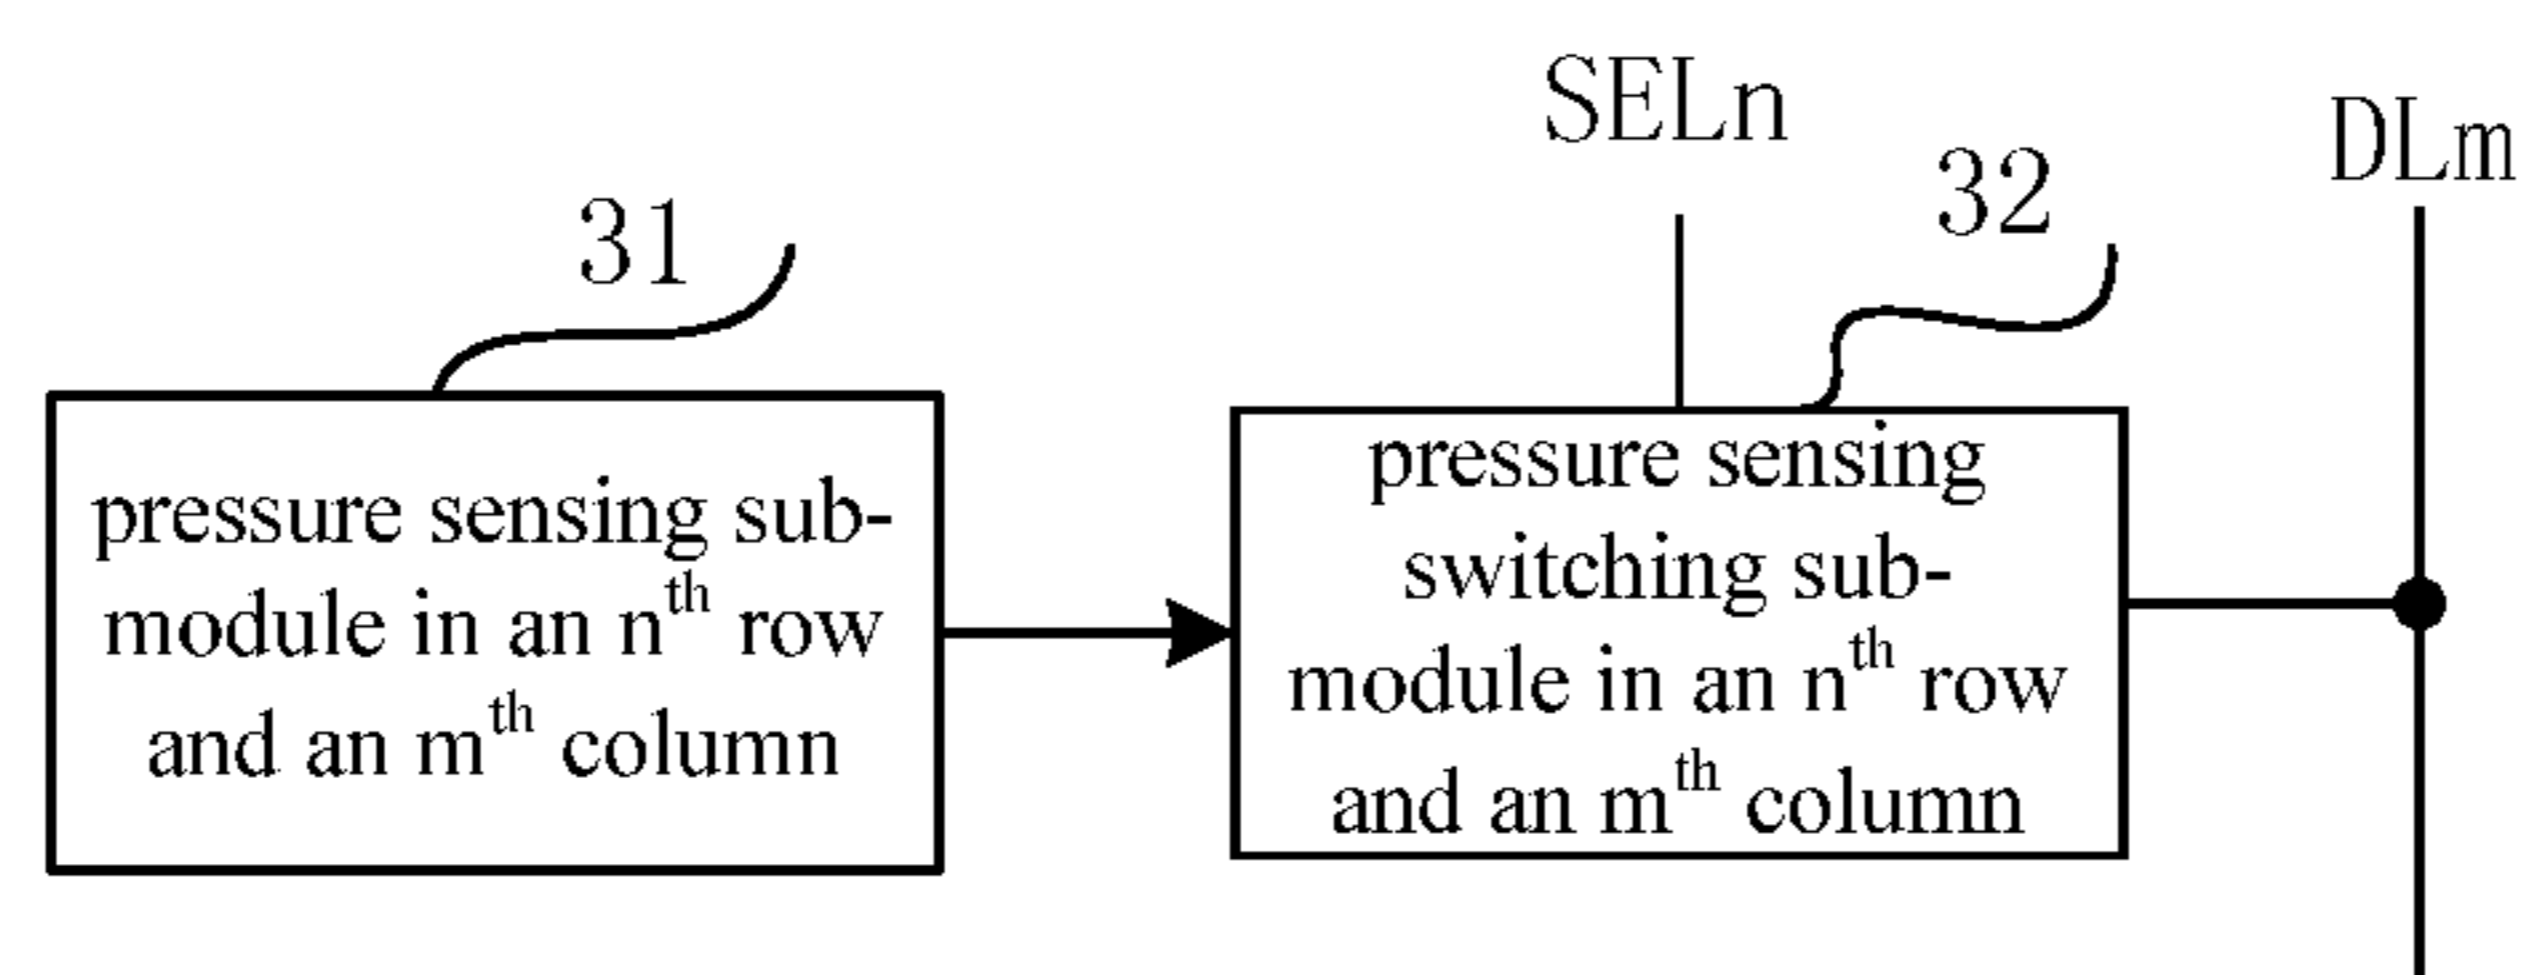 SELn
DLm
31
32
pressure sensing sub-
module in an nth row
and an mth column
pressure sensing
switching sub-
module in an nth row
and an mth column